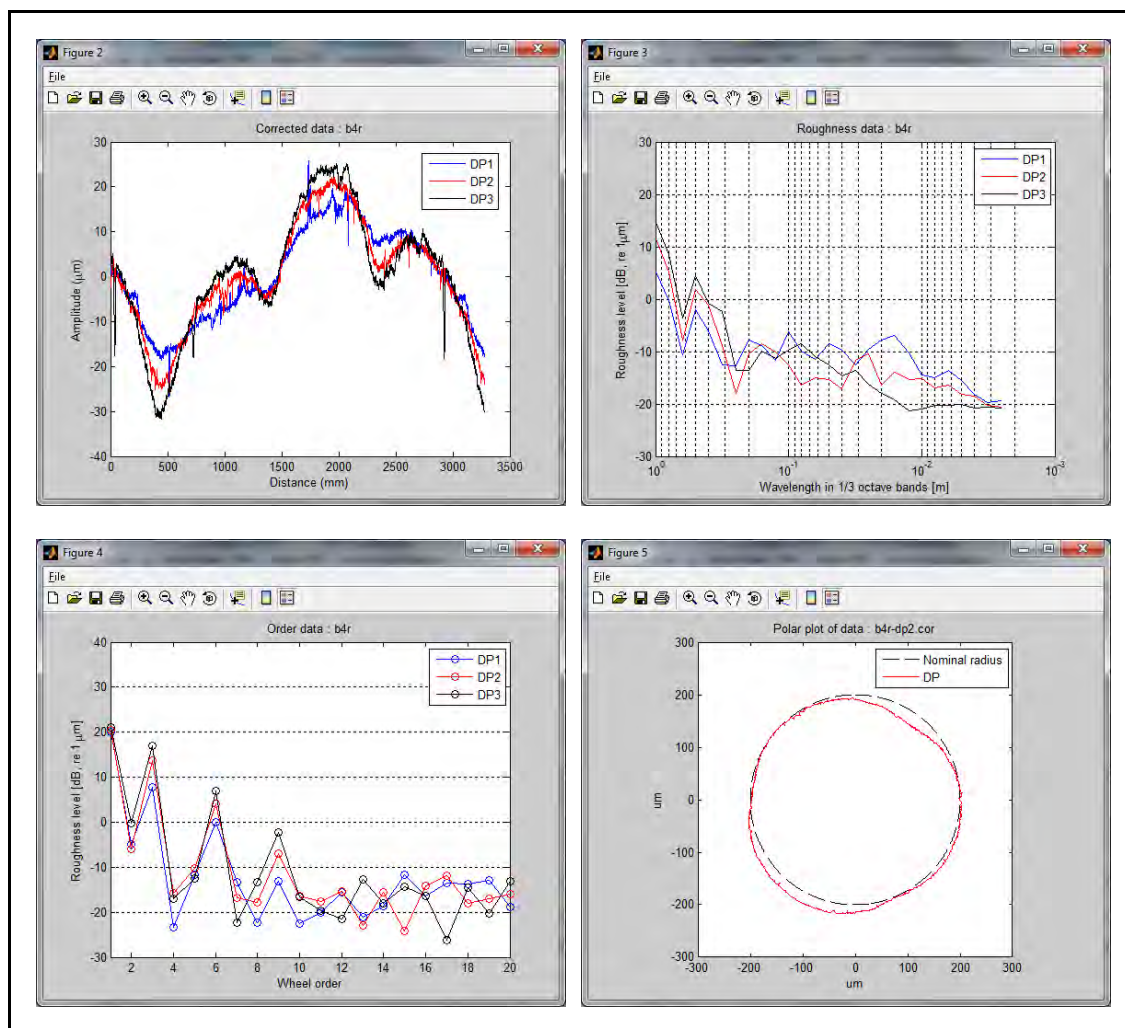 Figure 2
File
Corrected data : b4r
DP1
DP2
DP3
30
20
10
0
-10
-20
-30
-40
Amplitude (μm)
0 500 1000 1500 2000 2500 3000 3500
Distance (mm)
Figure 3
File
Roughness data : b4r
DP1
DP2
DP3
30
20
10
0
-10
-20
-30
Roughness level [dB, re 1μm]
10⁰ 10⁻¹ 10⁻² 10⁻³
Wavelength in 1/3 octave bands [m]
Figure 4
File
Order data : b4r
DP1
DP2
DP3
40
30
20
10
0
-10
-20
-30
Roughness level [dB, re 1 μm]
2 4 6 8 10 12 14 16 18 20
Wheel order
Figure 5
File
Polar plot of data : b4r-dp2.cor
Nominal radius
DP
300
200
100
0
-100
-200
-300
um
-300 -200 -100 0 100 200 300
um